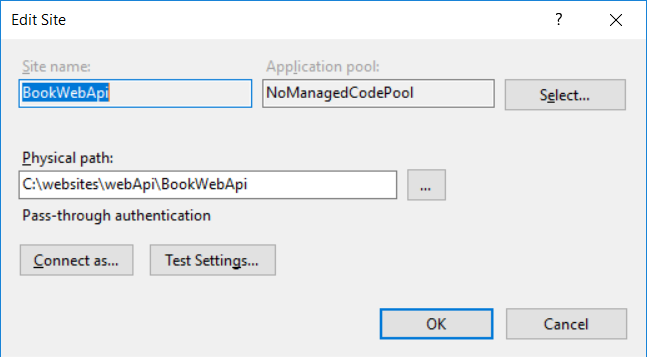 Edit Site
?
Site name:
Application pool:
BookWebApi
NoManagedCodePool
Select...
Physical path:
C:\websites\webApi\BookWebApi
...
Pass-through authentication
Connect as...
Test Settings...
OK
Cancel